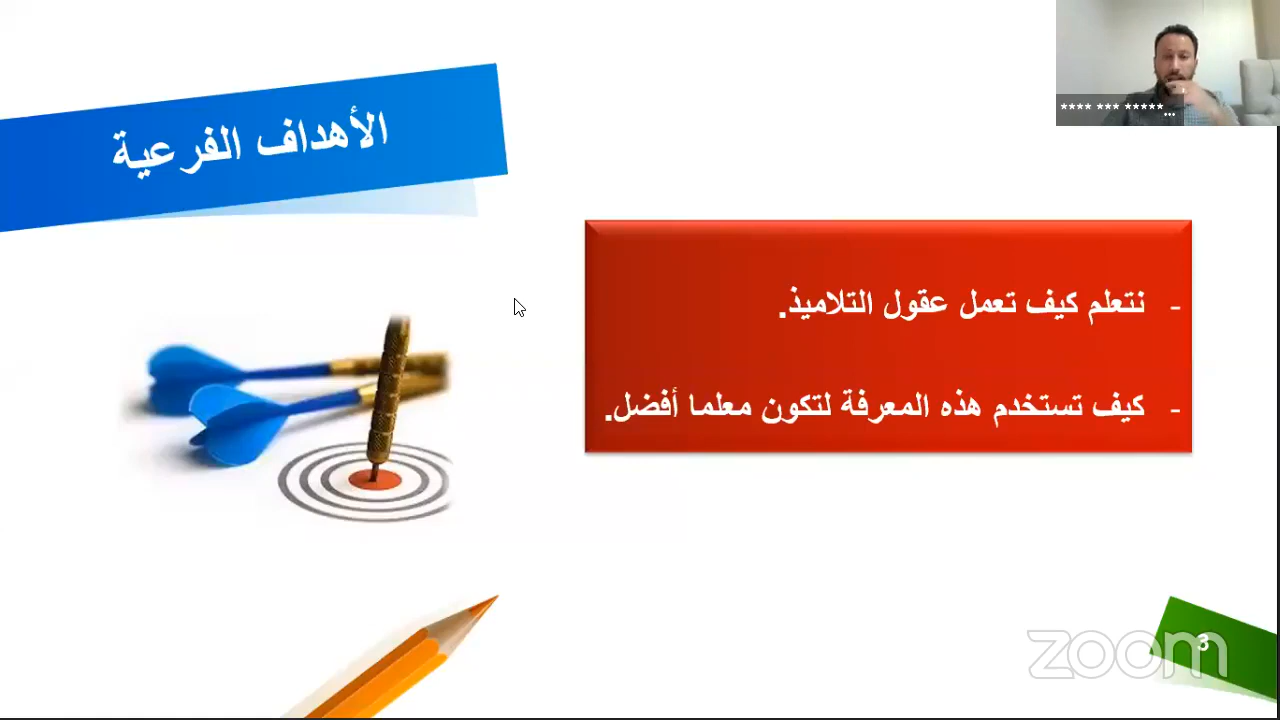 **** *** *****...
الأهداف الفرعية
- نتعلم كيف تعمل عقول التلاميذ.
- كيف تستخدم هذه المعرفة لتكون معلما أفضل.
3
zoom